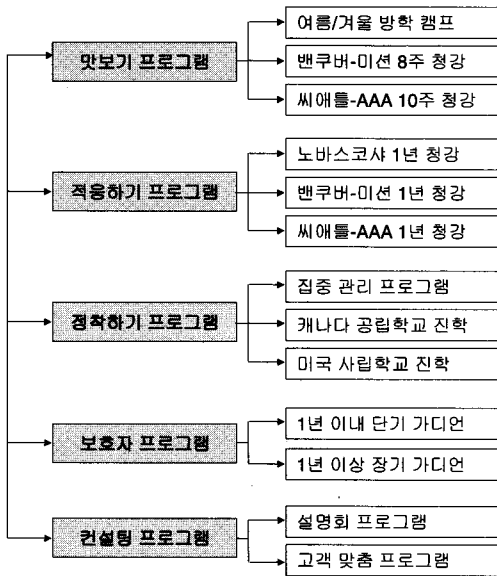 맛보기 프로그램
여름/겨울 방학 캠프
밴쿠버-미션 8주 청강
씨애틀-AAA 10주 청강
적응하기 프로그램
노바스코샤 1년 청강
밴쿠버-미션 1년 청강
씨애틀-AAA 1년 청강
정착하기 프로그램
집중 관리 프로그램
캐나다 공립학교 진학
미국 사립학교 진학
보호자 프로그램
1년 이내 단기 가디언
1년 이상 장기 가디언
컨설팅 프로그램
설명회 프로그램
고객 맞춤 프로그램